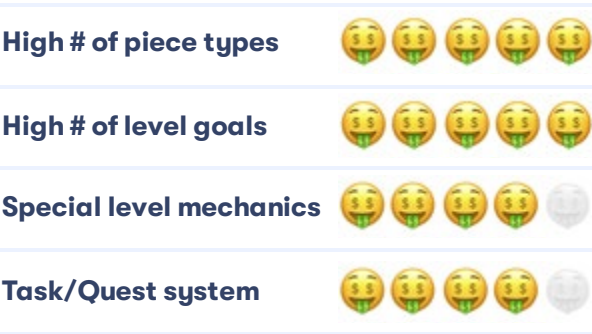 High # of piece types
High # of level goals
Special level mechanics
Task/Quest system